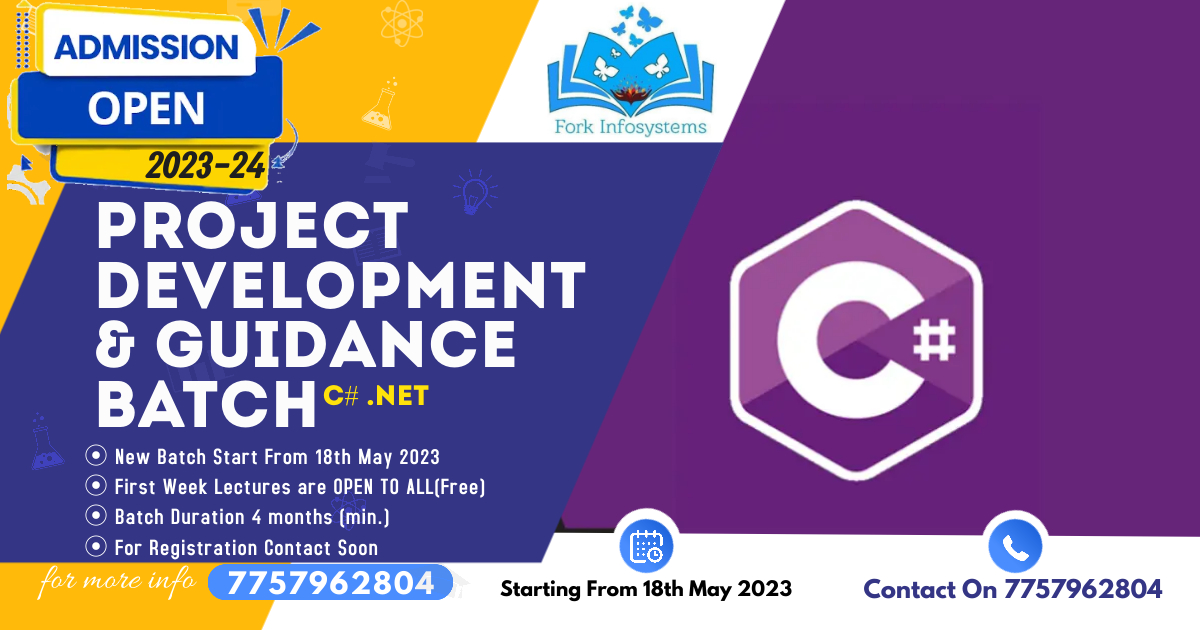 ADMISSION
OPEN
2023-24
Fork Infosystems
PROJECT
DEVELOPMENT
& GUIDANCE
BATCH C# .NET
New Batch Start From 18th May 2023
First Week Lectures are OPEN TO ALL(Free)
Batch Duration 4 months (min.)
For Registration Contact Soon
for more info 7757962804
C#
Starting From 18th May 2023
Contact On 7757962804